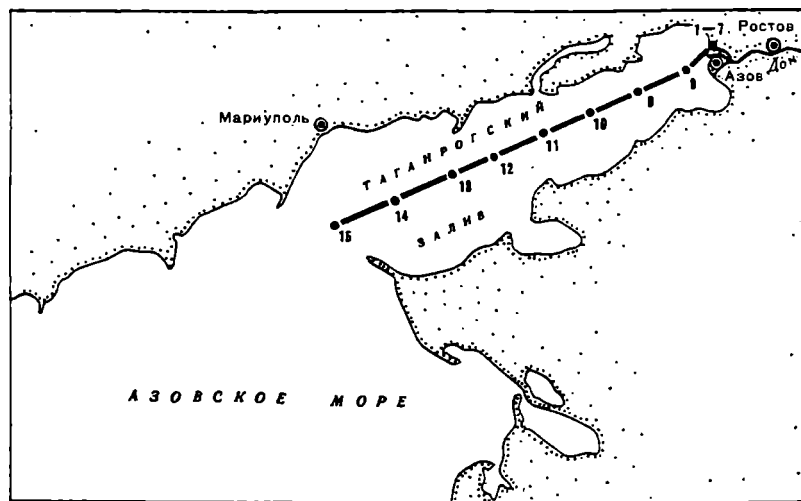 1–7 Ростов
Азов Дон
9
8
Мариуполь
10
11
12
13
14
15
ТАГАНРОГСКИЙ
ЗАЛИВ
АЗОВСКОЕ МОРЕ